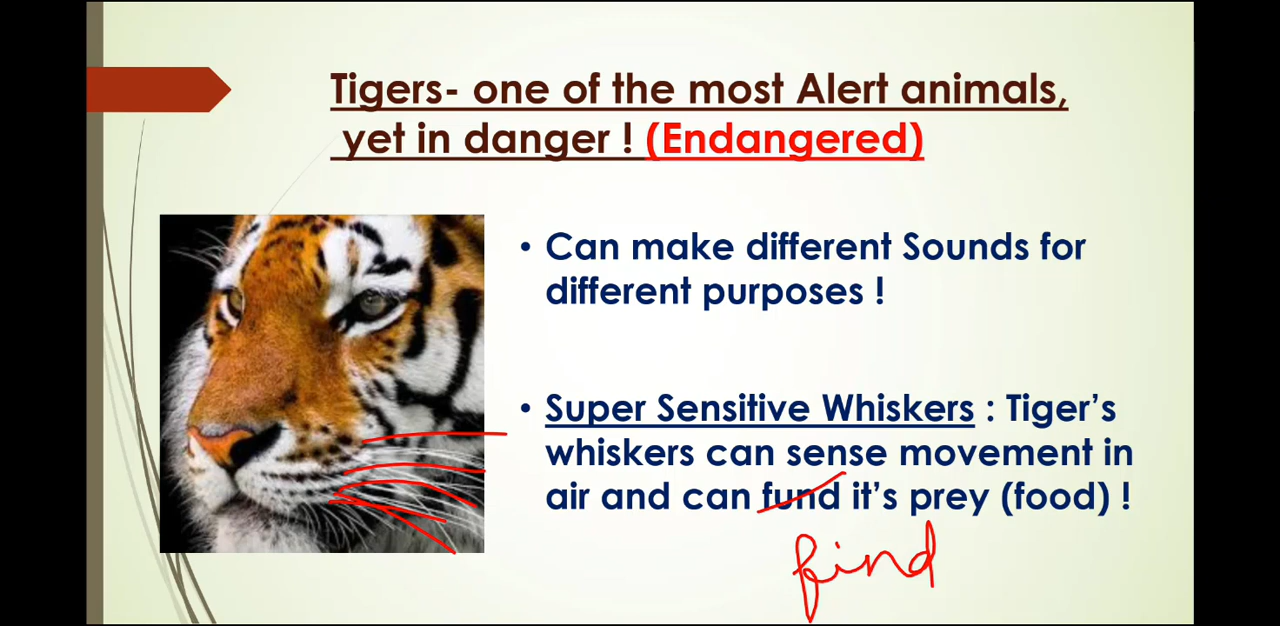 Tigers- one of the most Alert animals,
yet in danger ! (Endangered)
• Can make different Sounds for
different purposes !
• Super Sensitive Whiskers : Tiger’s
whiskers can sense movement in
air and can fund it’s prey (food) !
find